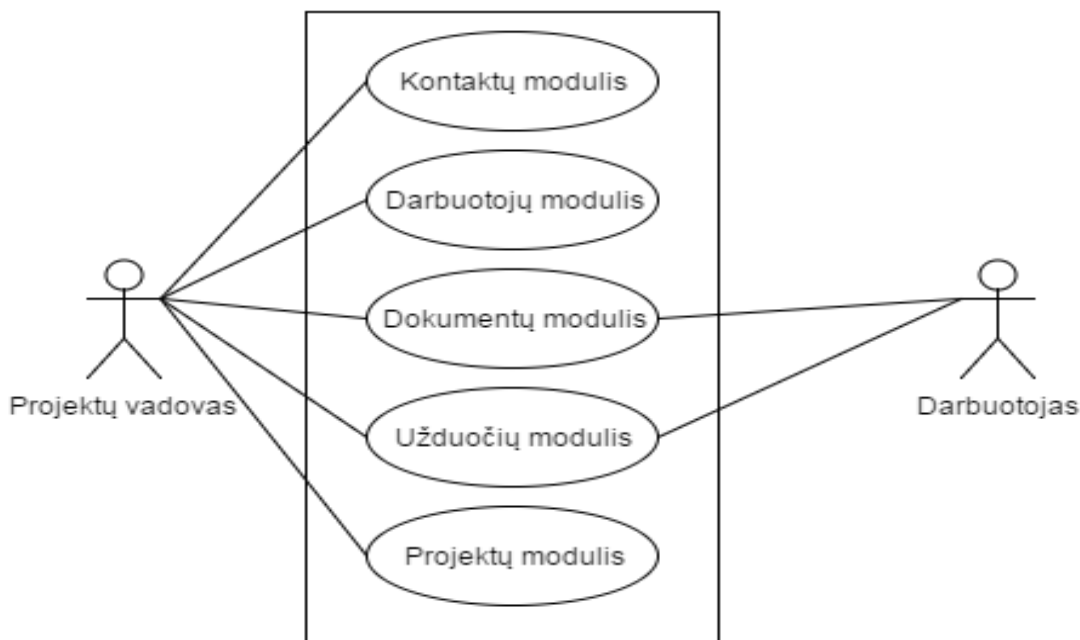 Kontaktų modulis
Darbuotojų modulis
Dokumentų modulis
Užduočių modulis
Projektų modulis
Projektų vadovas
Darbuotojas